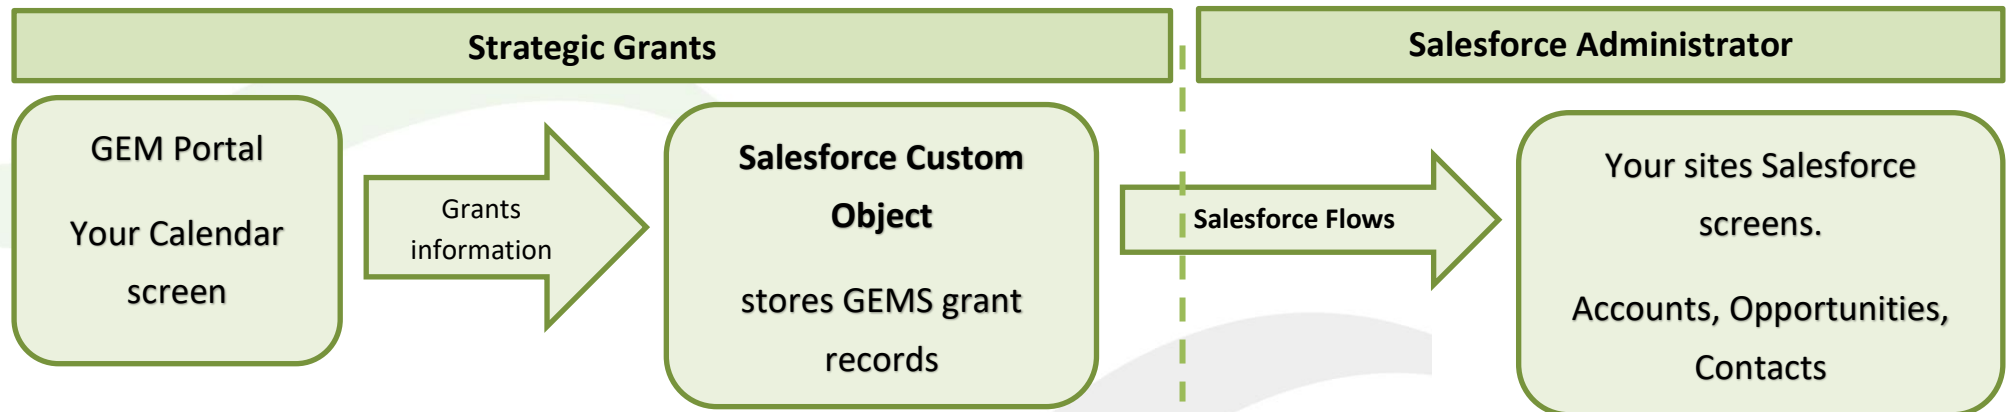 Strategic Grants
Salesforce Administrator
GEM Portal
Your Calendar
screen
Grants
information
Salesforce Custom
Object
stores GEMS grant
records
Salesforce Flows
Your sites Salesforce
screens.
Accounts, Opportunities,
Contacts